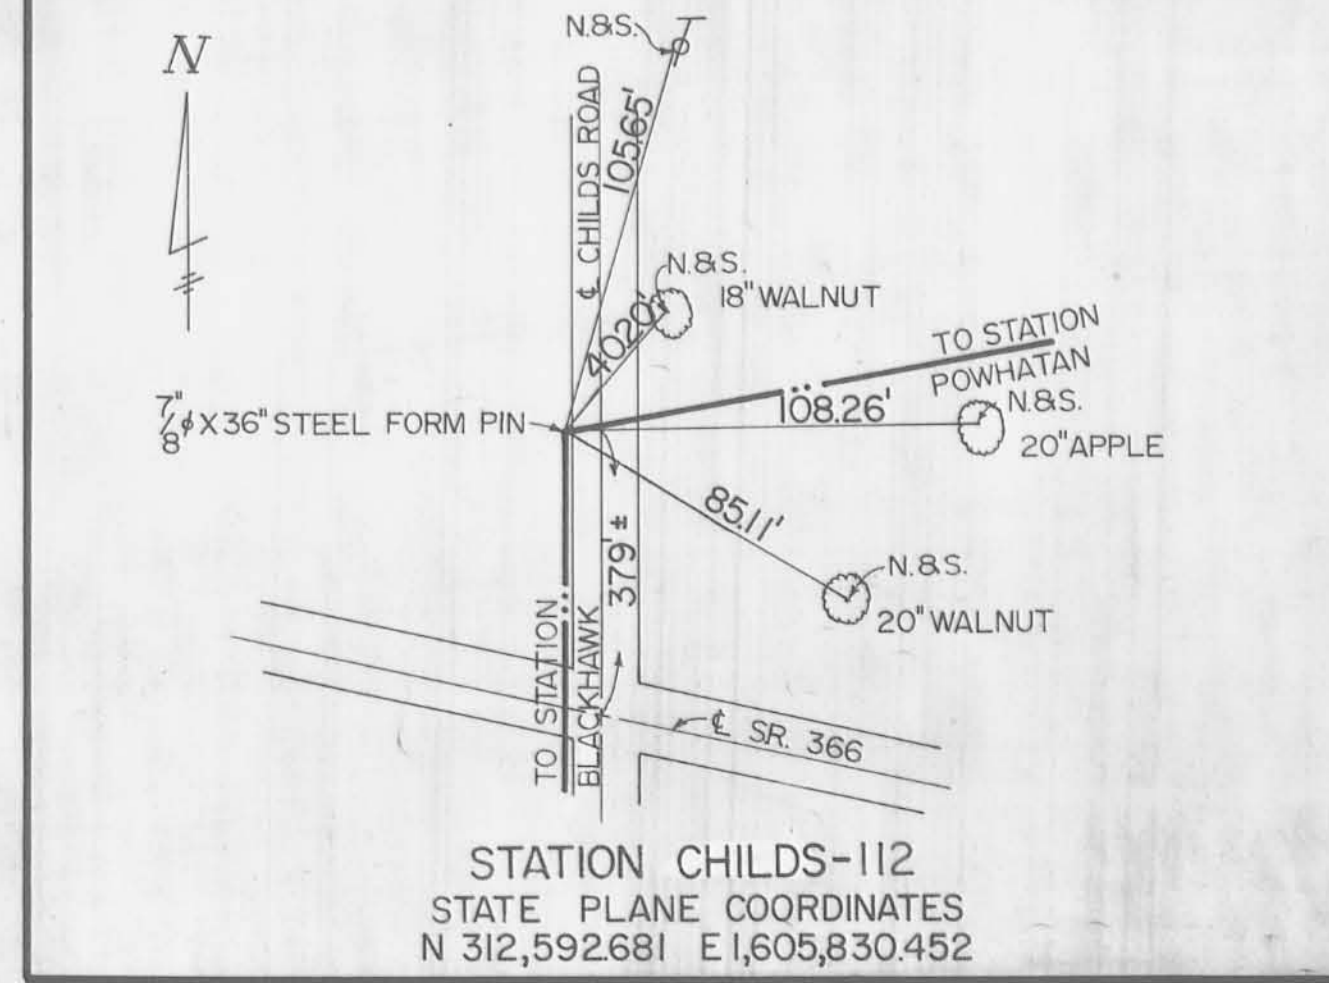 N
N.&S.
℄ CHILDS ROAD
105.65'
N.&S.
18" WALNUT
40.20'
TO STATION
POWHATAN
7/8"ϕ X 36" STEEL FORM PIN
108.26'
N.&S.
20" APPLE
85.11'
379'±
N.&S.
20" WALNUT
TO STATION
BLACKHAWK
℄ SR. 366
STATION CHILDS-112
STATE PLANE COORDINATES
N 312,592.681 E 1,605,830.452